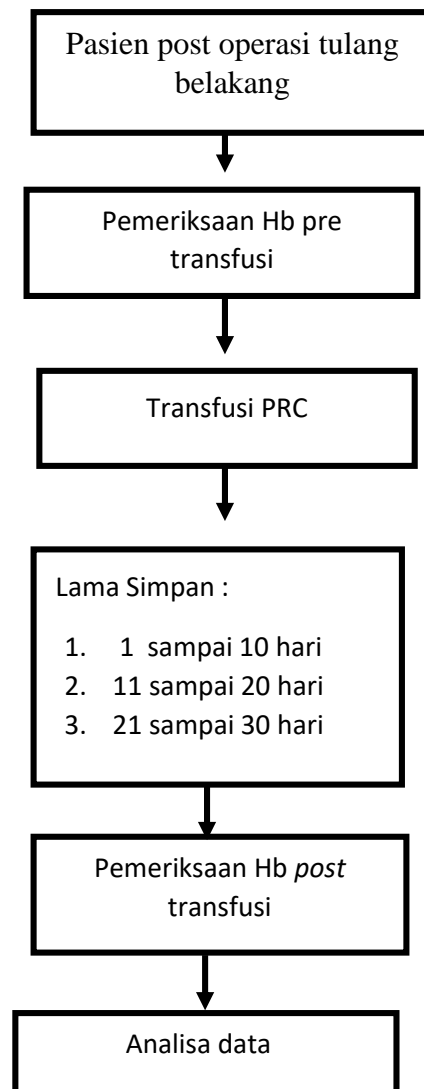 Pasien post operasi tulang
belakang
Pemeriksaan Hb pre
transfusi
Transfusi PRC
Lama Simpan :
1. 1 sampai 10 hari
2. 11 sampai 20 hari
3. 21 sampai 30 hari
Pemeriksaan Hb post
transfusi
Analisa data